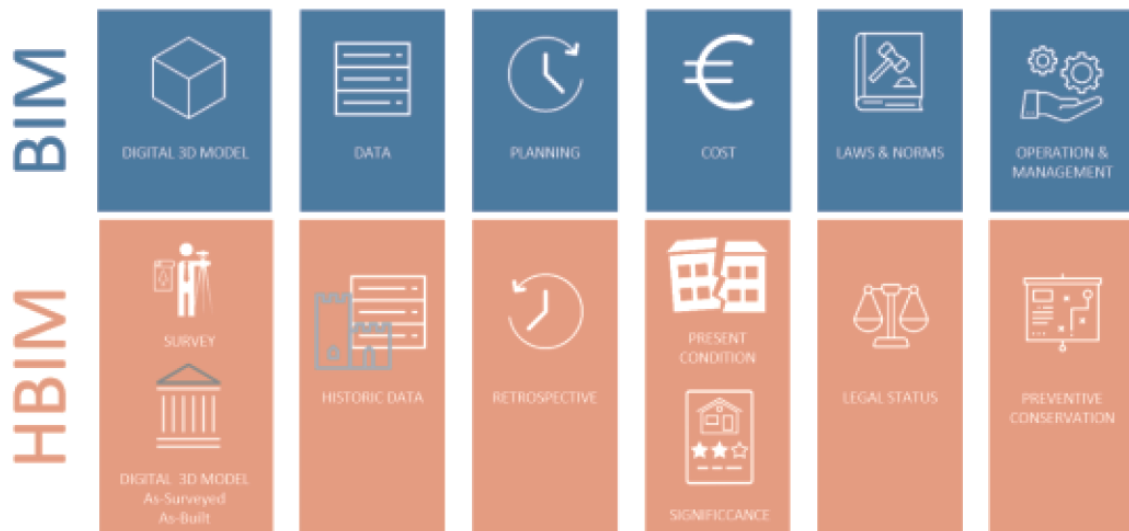 BIM
DIGITAL 3D MODEL
DATA
PLANNING
COST
LAWS & NORMS
OPERATION &
MANAGEMENT
HBIM
SURVEY
DIGITAL 3D MODEL
As-Surveyed
As-Built
HISTORIC DATA
RETROSPECTIVE
PRESENT
CONDITION
SIGNIFICCANCE
LEGAL STATUS
PREVENTIVE
CONSERVATION